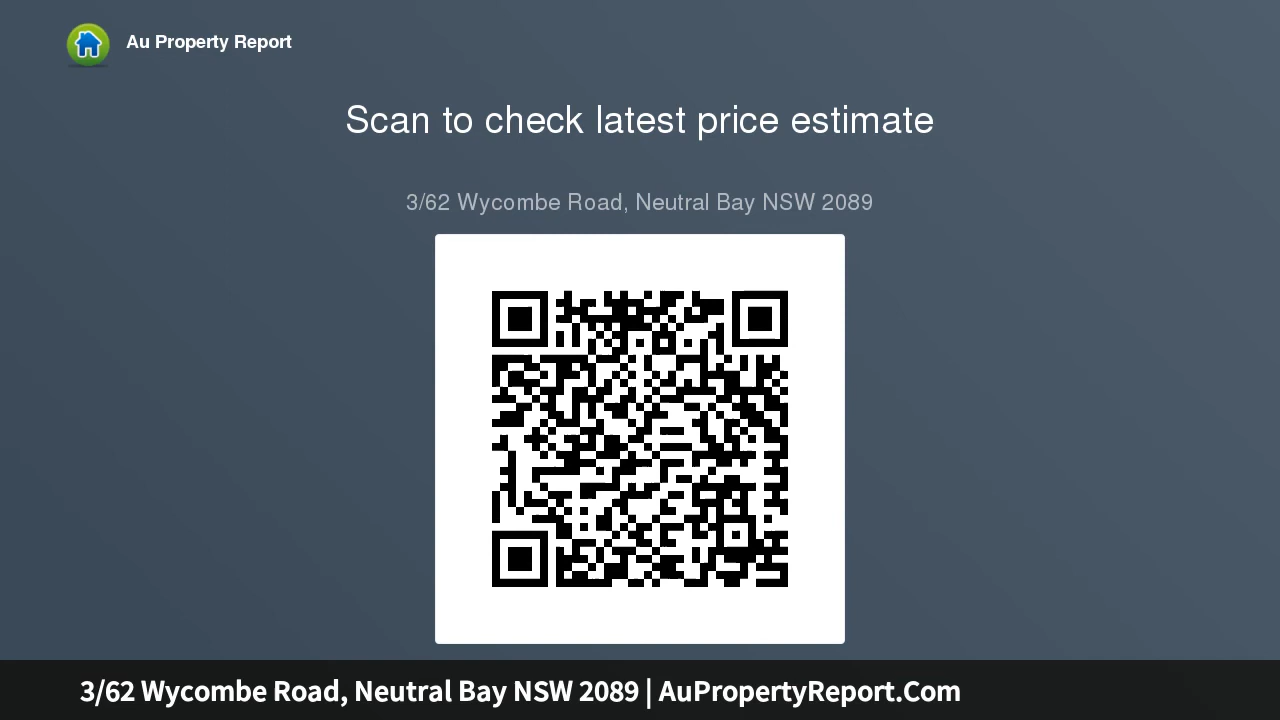 Au Property Report
Scan to check latest price estimate
3/62 Wycombe Road, Neutral Bay NSW 2089
3/62 Wycombe Road, Neutral Bay NSW 2089 | AuPropertyReport.Com